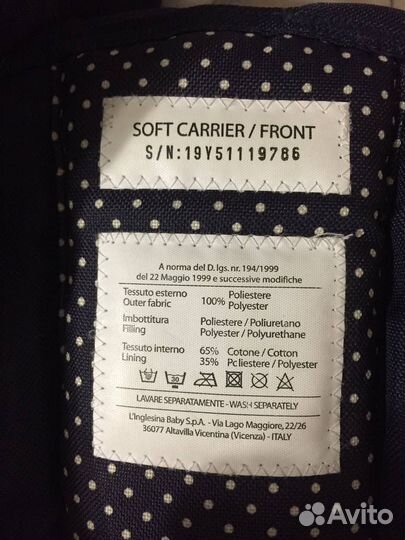 SOFT CARRIER / FRONT
S/N:19Y51119786
A norma del D. lgs. nr. 194/1999
del 22 Maggio 1999 e successive modifiche
Tessuto esterno 100% Poliestere
Outer fabric Polyester
Imbottitura Poliestere / Poliuretano
Filling Polyester / Polyurethane
Tessuto interno 65% Cotone / Cotton
Lining 35% Poliestere / Polyester
30
LAVARE SEPARATAMENTE - WASH SEPARATELY
L'Inglesina Baby S.p.A. - Via Lago Maggiore, 22/26
36077 Altavilla Vicentina (Vicenza) - ITALY
Avito